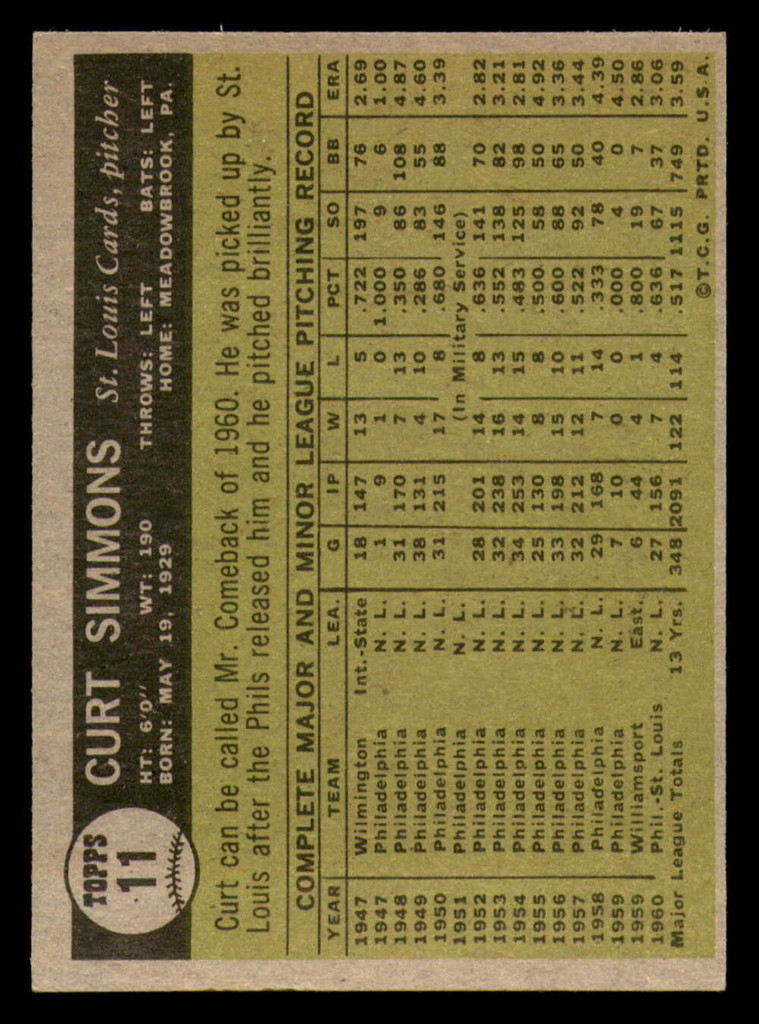 TOPPS
11
CURT SIMMONS St. Louis Cards, pitcher
HT: 6'0" WT: 190 THROWS: LEFT BATS: LEFT
BORN: MAY 19, 1929 HOME: MEADOWBROOK, PA.
Curt can be called Mr. Comeback of 1960. He was picked up by St.
Louis after the Phils released him and he pitched brilliantly.
COMPLETE MAJOR AND MINOR LEAGUE PITCHING RECORD
YEAR TEAM LEA. G IP W L PCT SO BB ERA
1947 Wilmington Int.-State 18 147 13 5 .722 197 76 2.69
1947 Philadelphia N. L. 1 9 1 0 1.000 9 6 1.00
1948 Philadelphia N. L. 31 170 7 13 .350 86 108 4.87
1949 Philadelphia N. L. 38 131 4 10 .286 83 55 4.60
1950 Philadelphia N. L. 31 215 17 8 .680 146 88 3.39
1951 Philadelphia N. L. (In Military Service)
1952 Philadelphia N. L. 28 201 14 8 .636 141 70 2.82
1953 Philadelphia N. L. 32 238 16 13 .552 138 82 3.21
1954 Philadelphia N. L. 34 253 14 15 .483 125 98 2.81
1955 Philadelphia N. L. 25 130 8 8 .500 58 50 4.92
1956 Philadelphia N. L. 33 198 15 10 .600 88 65 3.36
1957 Philadelphia N. L. 32 212 12 11 .522 92 50 3.44
1958 Philadelphia N. L. 29 168 7 14 .333 78 40 4.39
1959 Philadelphia N. L. 7 10 0 0 .000 4 0 4.50
1959 Williamsport East. 6 44 4 1 .800 19 7 2.86
1960 Phil.-St. Louis N. L. 27 156 7 4 .636 67 37 3.06
Major League Totals 13 Yrs. 348 2091 122 114 .517 1115 749 3.59
©T.C.G. PRTD. U.S.A.